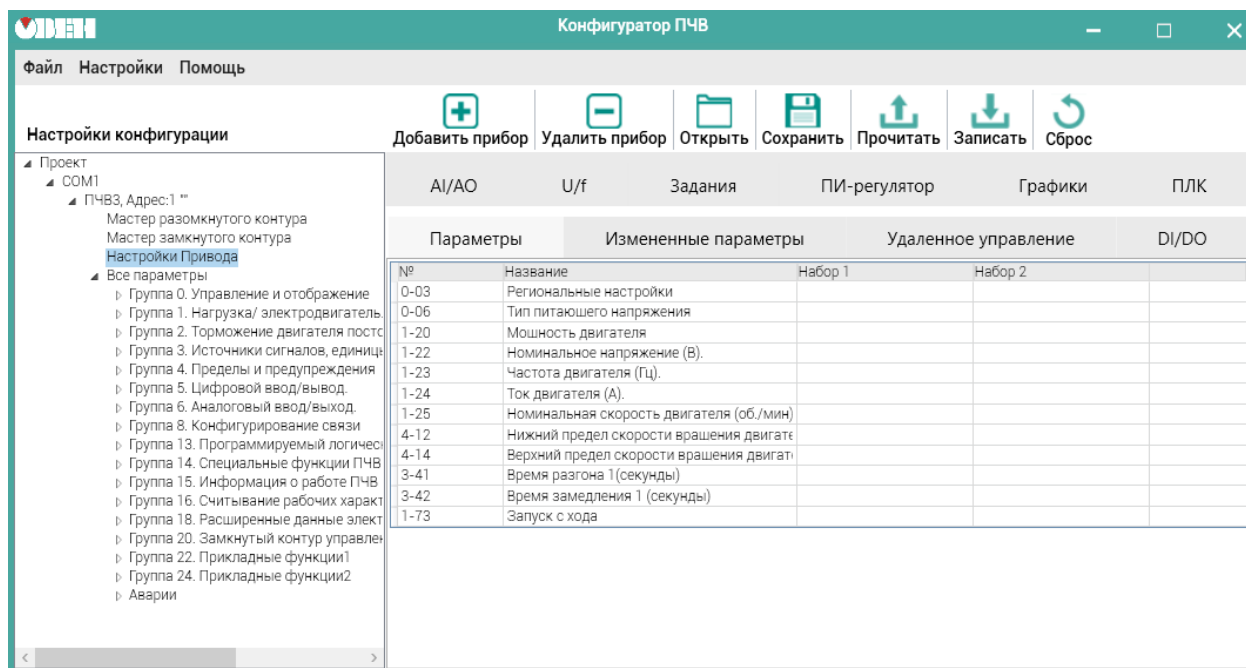 ОВЕН
Конфигуратор ПЧВ
Файл Настройки Помощь
Настройки конфигурации
Добавить прибор Удалить прибор Открыть Сохранить Прочитать Записать Сброс
Проект
COM1
ПЧВ3, Адрес:1 ""
Мастер разомкнутого контура
Мастер замкнутого контура
Настройки Привода
Все параметры
Группа 0. Управление и отображение
Группа 1. Нагрузка/ электродвигатель.
Группа 2. Торможение двигателя постс
Группа 3. Источники сигналов, единицы
Группа 4. Пределы и предупреждения
Группа 5. Цифровой ввод/вывод.
Группа 6. Аналоговый ввод/выход.
Группа 8. Конфигурирование связи
Группа 13. Программируемый логичес
Группа 14. Специальные функции ПЧВ
Группа 15. Информация о работе ПЧВ
Группа 16. Считывание рабочих характ
Группа 18. Расширенные данные элект
Группа 20. Замкнутый контур управлен
Группа 22. Прикладные функции1
Группа 24. Прикладные функции2
Аварии
AI/AO U/f Задания ПИ-регулятор Графики ПЛК
Параметры Измененные параметры Удаленное управление DI/DO
№ Название Набор 1 Набор 2
0-03 Региональные настройки
0-06 Тип питаюшего напряжения
1-20 Мошность двигателя
1-22 Номинальное напряжение (В).
1-23 Частота двигателя (Гц).
1-24 Ток двигателя (А).
1-25 Номинальная скорость двигателя (об./мин)
4-12 Нижний предел скорости врашения двигате
4-14 Верхний предел скорости врашения двигат
3-41 Время разгона 1(секунды)
3-42 Время замедления 1 (секунды)
1-73 Запуск с хода